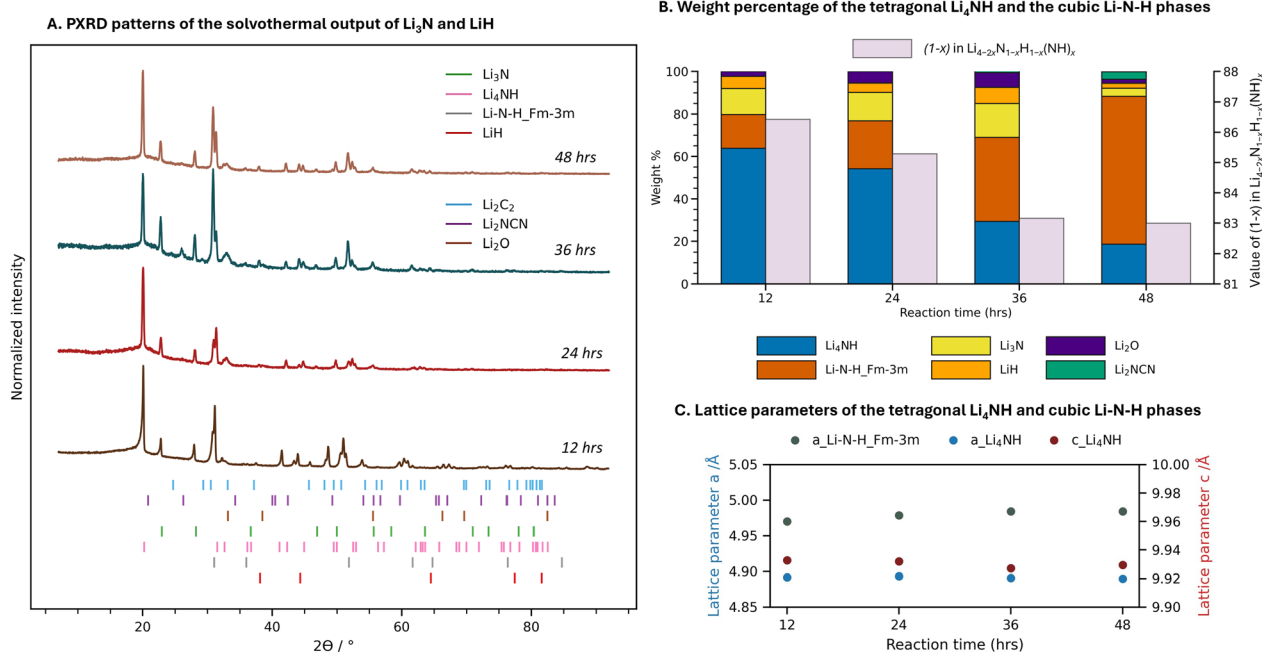 A. PXRD patterns of the solvothermal output of Li₃N and LiH
Normalized intensity
Li₃N
Li₄NH
Li-N-H_Fm-3m
LiH
48 hrs
Li₂C₂
Li₂NCN
Li₂O
36 hrs
24 hrs
12 hrs
20 40 60 80
2Θ / °
B. Weight percentage of the tetragonal Li₄NH and the cubic Li-N-H phases
(1-x) in Li₄₋₂ₓN₁₋ₓH₁₋ₓ(NH)ₓ
Weight %
100
80
60
40
20
0
88
87
86
85
84
83
82
81
Value of (1-x) in Li₄₋₂ₓN₁₋ₓH₁₋ₓ(NH)ₓ
12 24 36 48
Reaction time (hrs)
Li₄NH Li₃N Li₂O
Li-N-H_Fm-3m LiH Li₂NCN
C. Lattice parameters of the tetragonal Li₄NH and cubic Li-N-H phases
a_Li-N-H_Fm-3m a_Li₄NH c_Li₄NH
Lattice parameter a /Å
5.05
5.00
4.95
4.90
4.85
10.00
9.98
9.96
9.94
9.92
9.90
Lattice parameter c /Å
12 24 36 48
Reaction time (hrs)